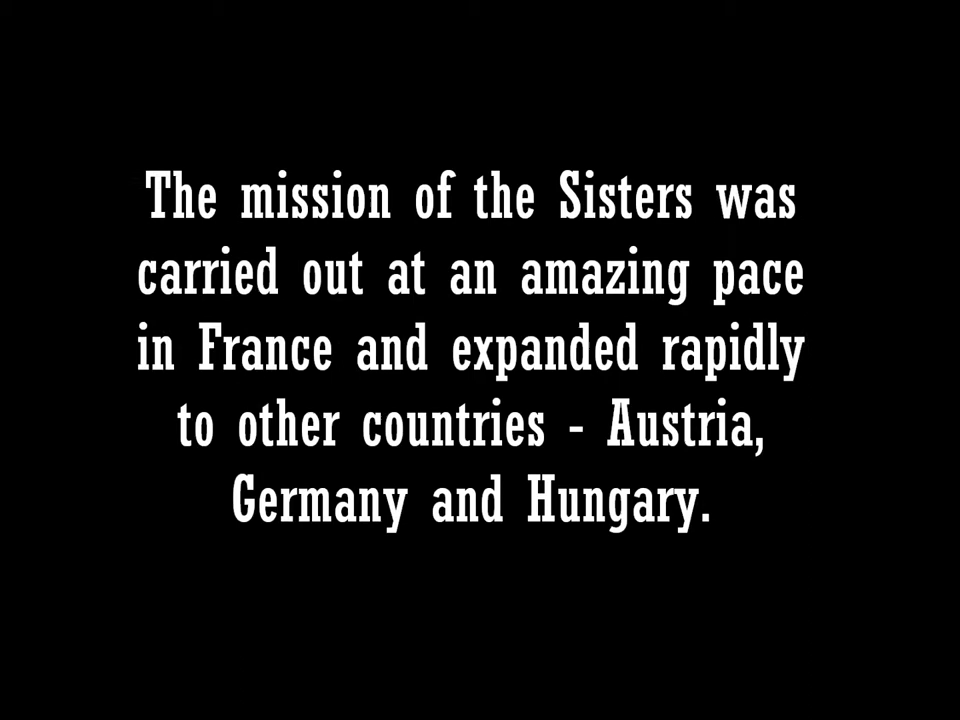 The mission of the Sisters was
carried out at an amazing pace
in France and expanded rapidly
to other countries - Austria,
Germany and Hungary.